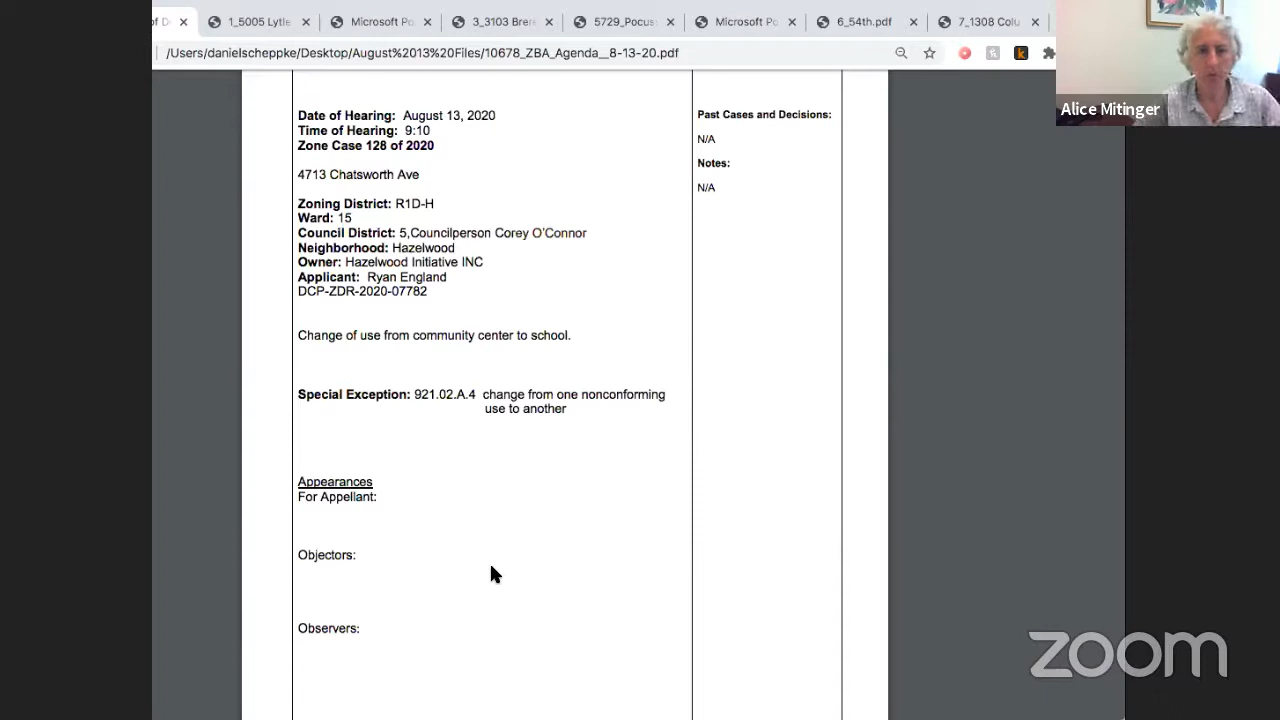 of D
1_5005 Lytle
Microsoft Po
3_3103 Brere
5729_Pocus
Microsoft Po
6_54th.pdf
7_1308 Colu
/Users/danielscheppke/Desktop/August%2013%20Files/10678_ZBA_Agenda__8-13-20.pdf
Alice Mitinger
Date of Hearing: August 13, 2020
Time of Hearing: 9:10
Zone Case 128 of 2020
4713 Chatsworth Ave
Zoning District: R1D-H
Ward: 15
Council District: 5,Councilperson Corey O'Connor
Neighborhood: Hazelwood
Owner: Hazelwood Initiative INC
Applicant: Ryan England
DCP-ZDR-2020-07782
Change of use from community center to school.
Special Exception: 921.02.A.4 change from one nonconforming
use to another
Appearances
For Appellant:
Objectors:
Observers:
Past Cases and Decisions:
N/A
Notes:
N/A
zoom